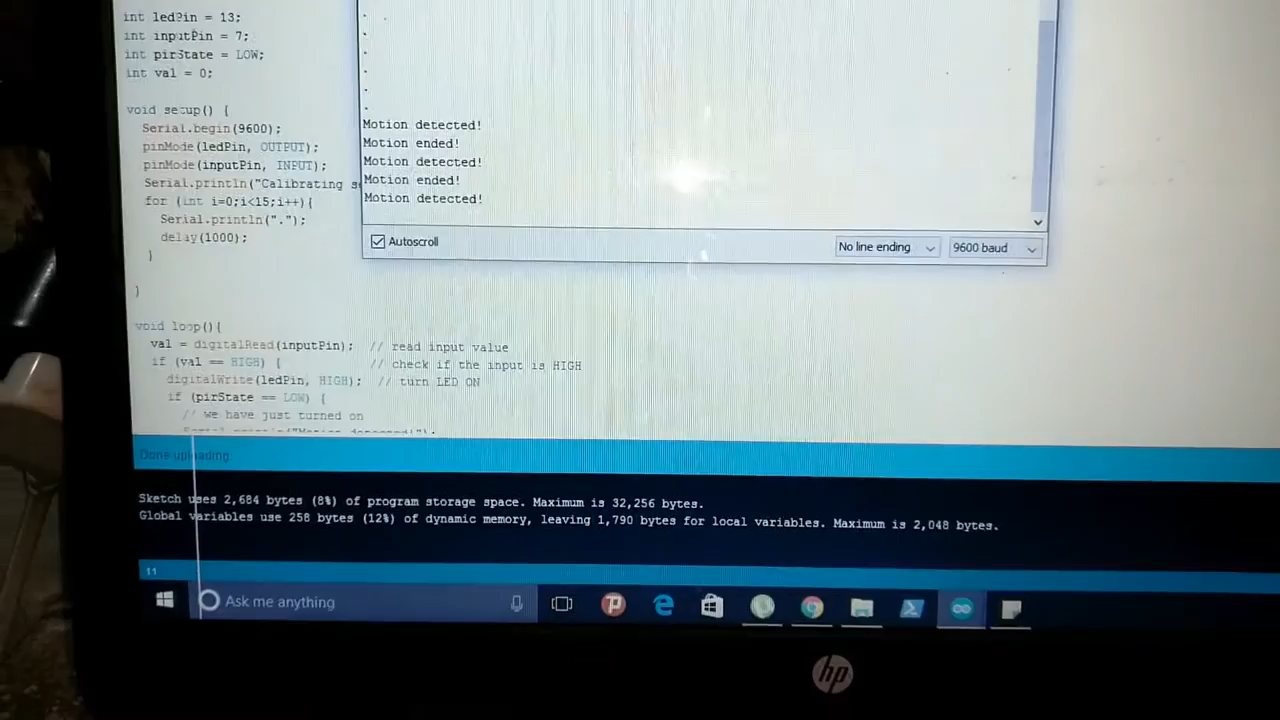 int ledPin = 13;
int inputPin = 7;
int pirState = LOW;
int val = 0;
void setup() {
Serial.begin(9600);
pinMode(ledPin, OUTPUT);
pinMode(inputPin, INPUT);
Serial.println("Calibrating s
for (int i=0;i<15;i++){
Serial.println(".");
delay(1000);
}
}
void loop(){
val = digitalRead(inputPin); // read input value
if (val == HIGH) { // check if the input is HIGH
digitalWrite(ledPin, HIGH); // turn LED ON
if (pirState == LOW) {
// we have just turned on
.
.
.
.
.
.
Motion detected!
Motion ended!
Motion detected!
Motion ended!
Motion detected!
Autoscroll
No line ending
9600 baud
Done uploading.
Sketch uses 2,684 bytes (8%) of program storage space. Maximum is 32,256 bytes.
Global variables use 258 bytes (12%) of dynamic memory, leaving 1,790 bytes for local variables. Maximum is 2,048 bytes.
11
Ask me anything
hp